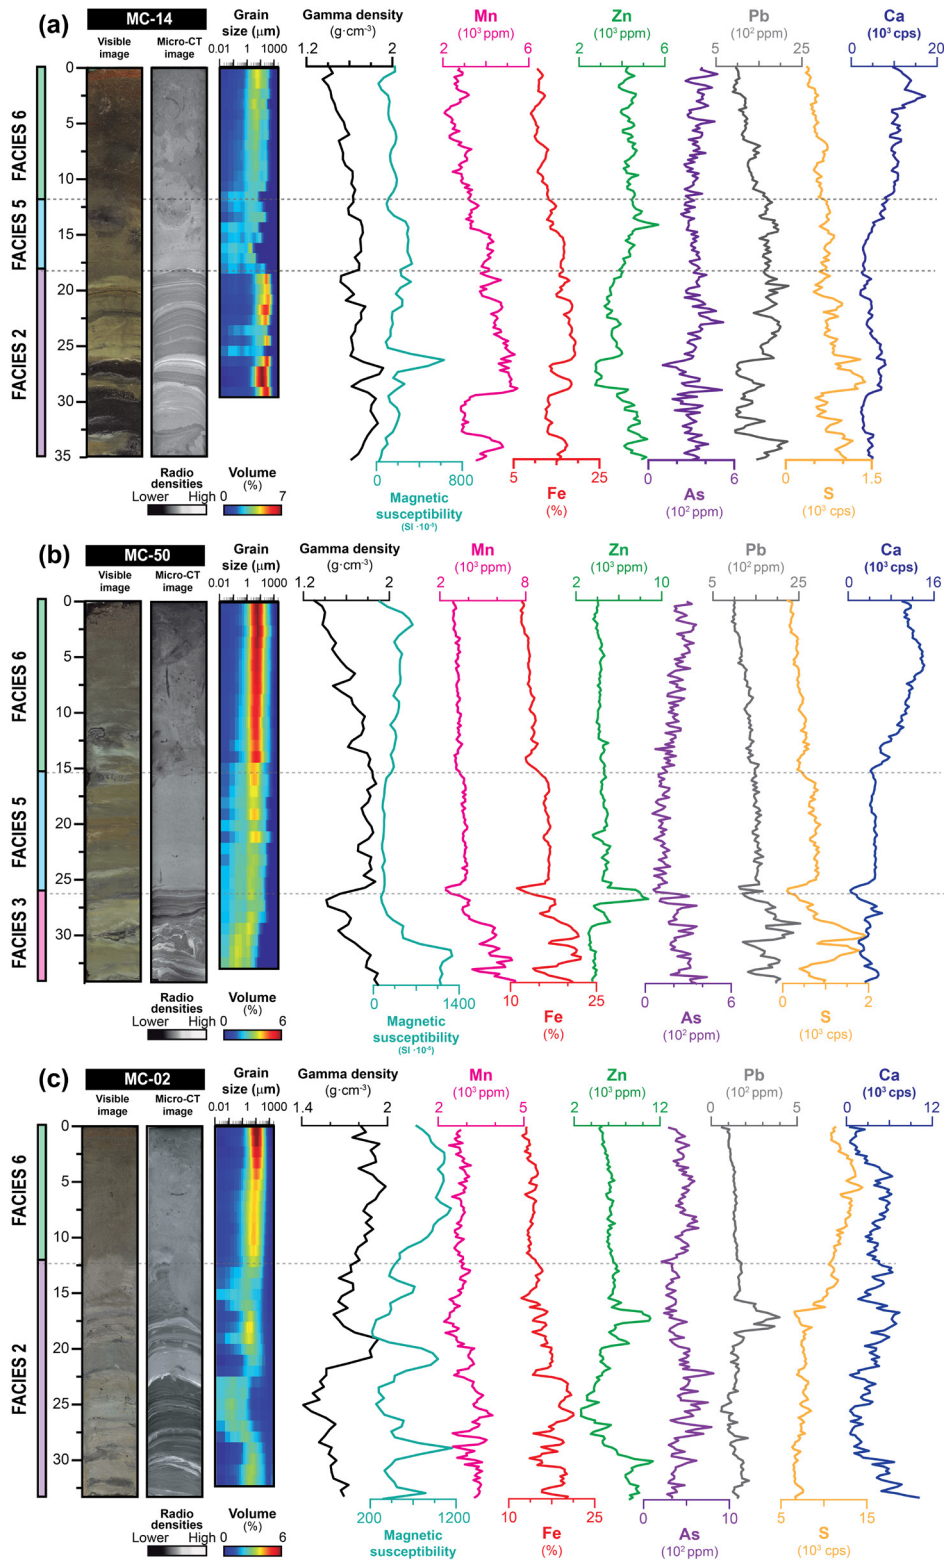 (a)
MC-14
Visible image
Micro-CT image
Grain size (μm)
0.01 1 1000
Gamma density
(g·cm⁻³)
1.2 2
Mn
(10³ ppm)
2 6
Zn
(10³ ppm)
2 6
Pb
(10² ppm)
5 25
Ca
(10³ cps)
0 20
0
5
10
15
20
25
30
35
FACIES 6
FACIES 5
FACIES 2
Radio densities
Lower High
Volume (%)
0 7
0 800
Magnetic susceptibility
(SI ·10⁻⁵)
5 25
Fe
(%)
0 6
As
(10² ppm)
0 1.5
S
(10³ cps)
(b)
MC-50
Visible image
Micro-CT image
Grain size (μm)
0.01 1 1000
Gamma density
(g·cm⁻³)
1.2 2
Mn
(10³ ppm)
2 8
Zn
(10³ ppm)
2 10
Pb
(10² ppm)
5 25
Ca
(10³ cps)
0 16
0
5
10
15
20
25
30
FACIES 6
FACIES 5
FACIES 3
Radio densities
Lower High
Volume (%)
0 6
0 1400
Magnetic susceptibility
(SI ·10⁻⁵)
10 25
Fe
(%)
0 6
As
(10² ppm)
0 2
S
(10³ cps)
(c)
MC-02
Visible image
Micro-CT image
Grain size (μm)
0.01 1 1000
Gamma density
(g·cm⁻³)
1.4 2
Mn
(10³ ppm)
2 5
Zn
(10³ ppm)
2 12
Pb
(10² ppm)
0 5
Ca
(10³ cps)
0 12
0
5
10
15
20
25
30
FACIES 6
FACIES 2
Radio densities
Lower High
Volume (%)
0 6
200 1200
Magnetic susceptibility
10 25
Fe
(%)
0 10
As
(10² ppm)
5 15
S
(10³ cps)